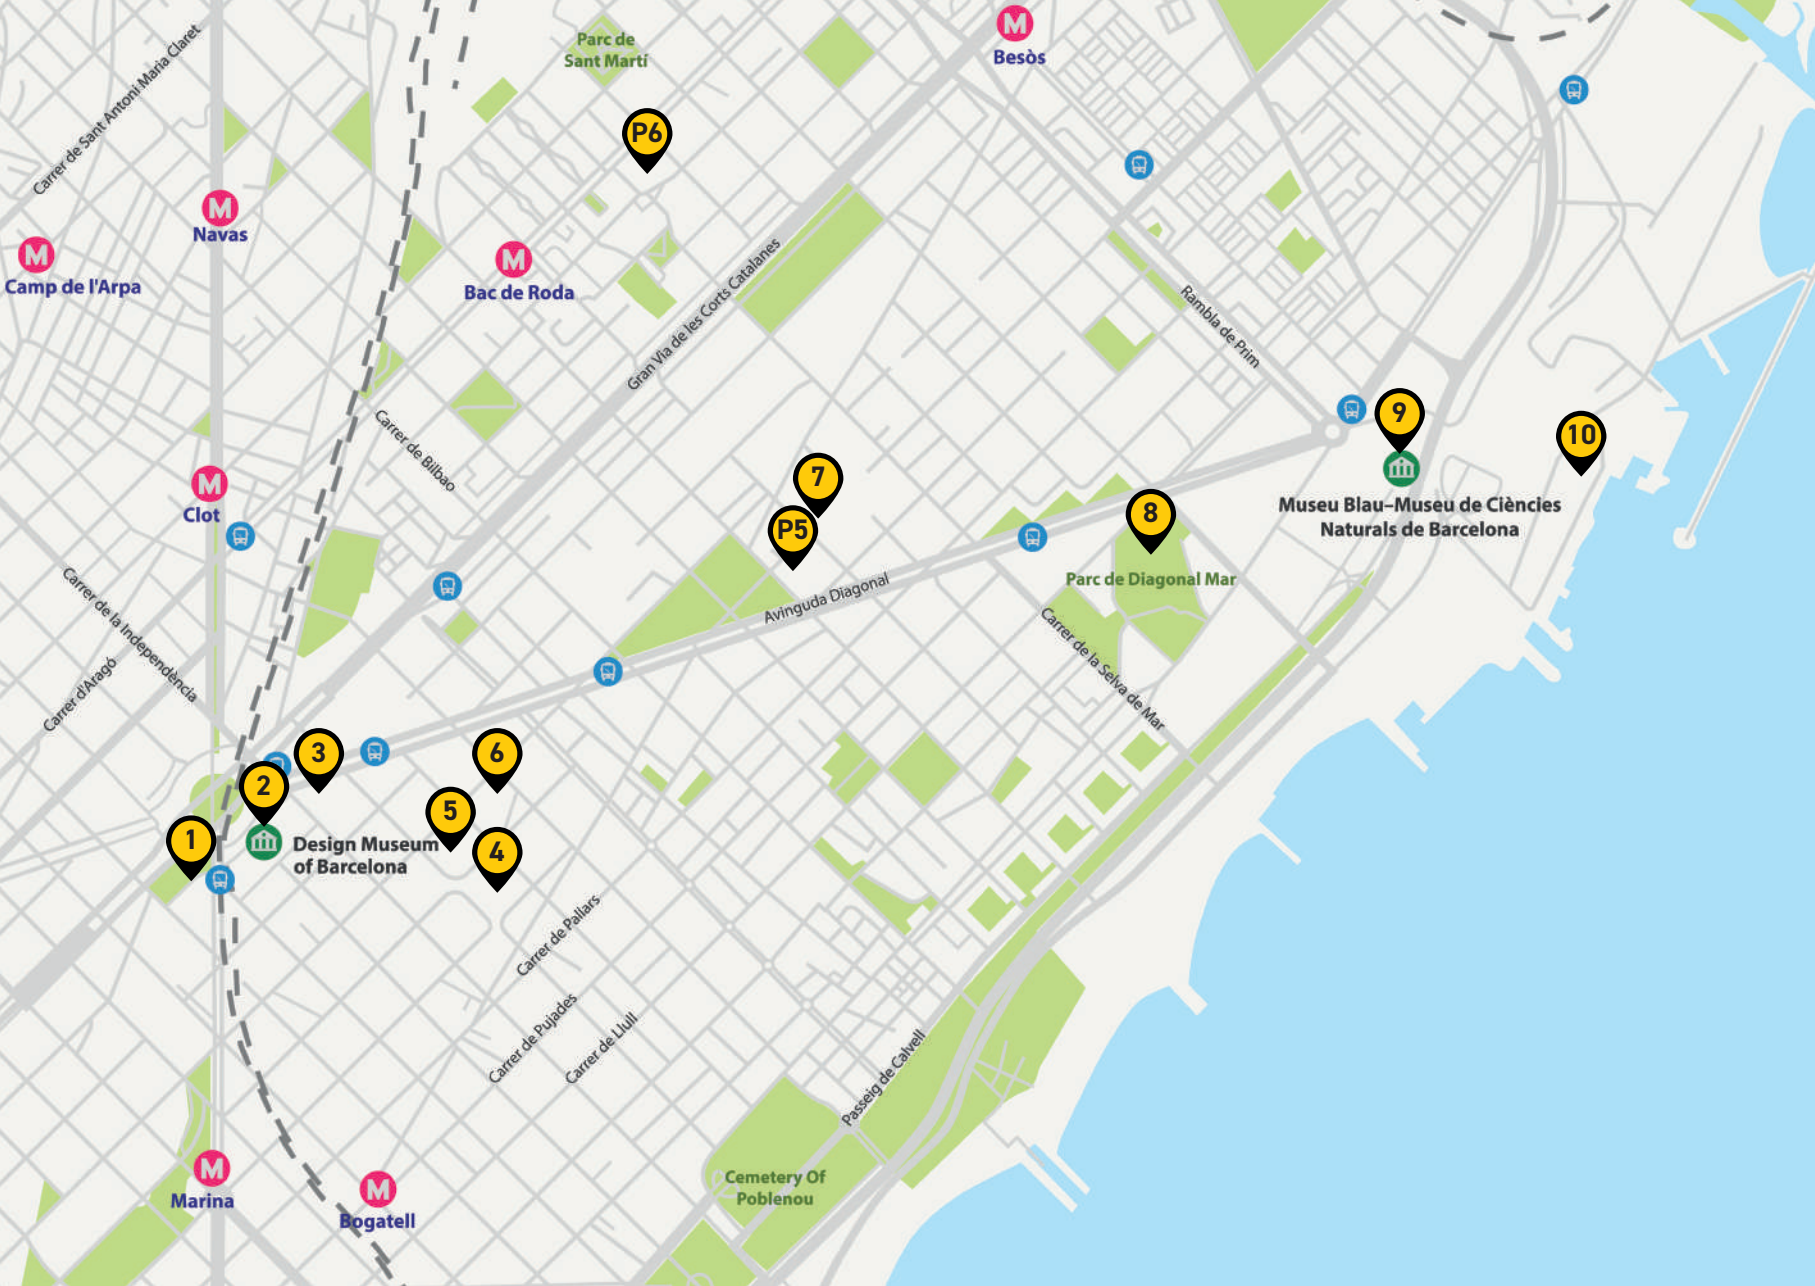 Parc de
Sant Martí
M
Besòs
Carrer de Sant Antoni Maria Claret
P6
M
Navas
M
Camp de l'Arpa
M
Bac de Roda
Gran Via de les Corts Catalanes
Rambla de Prim
Carrer de Bilbao
9
10
M
Clot
7
P5
8
Museu Blau–Museu de Ciències
Naturals de Barcelona
Parc de Diagonal Mar
Avinguda Diagonal
Carrer de la Independència
Carrer d'Aragó
Carrer de la Selva de Mar
3
6
2
5
1
4
Design Museum
of Barcelona
Carrer de Pallars
Carrer de Pujades
Carrer de Llull
Passeig de Calvell
M
Marina
M
Bogatell
Cemetery Of
Poblenou